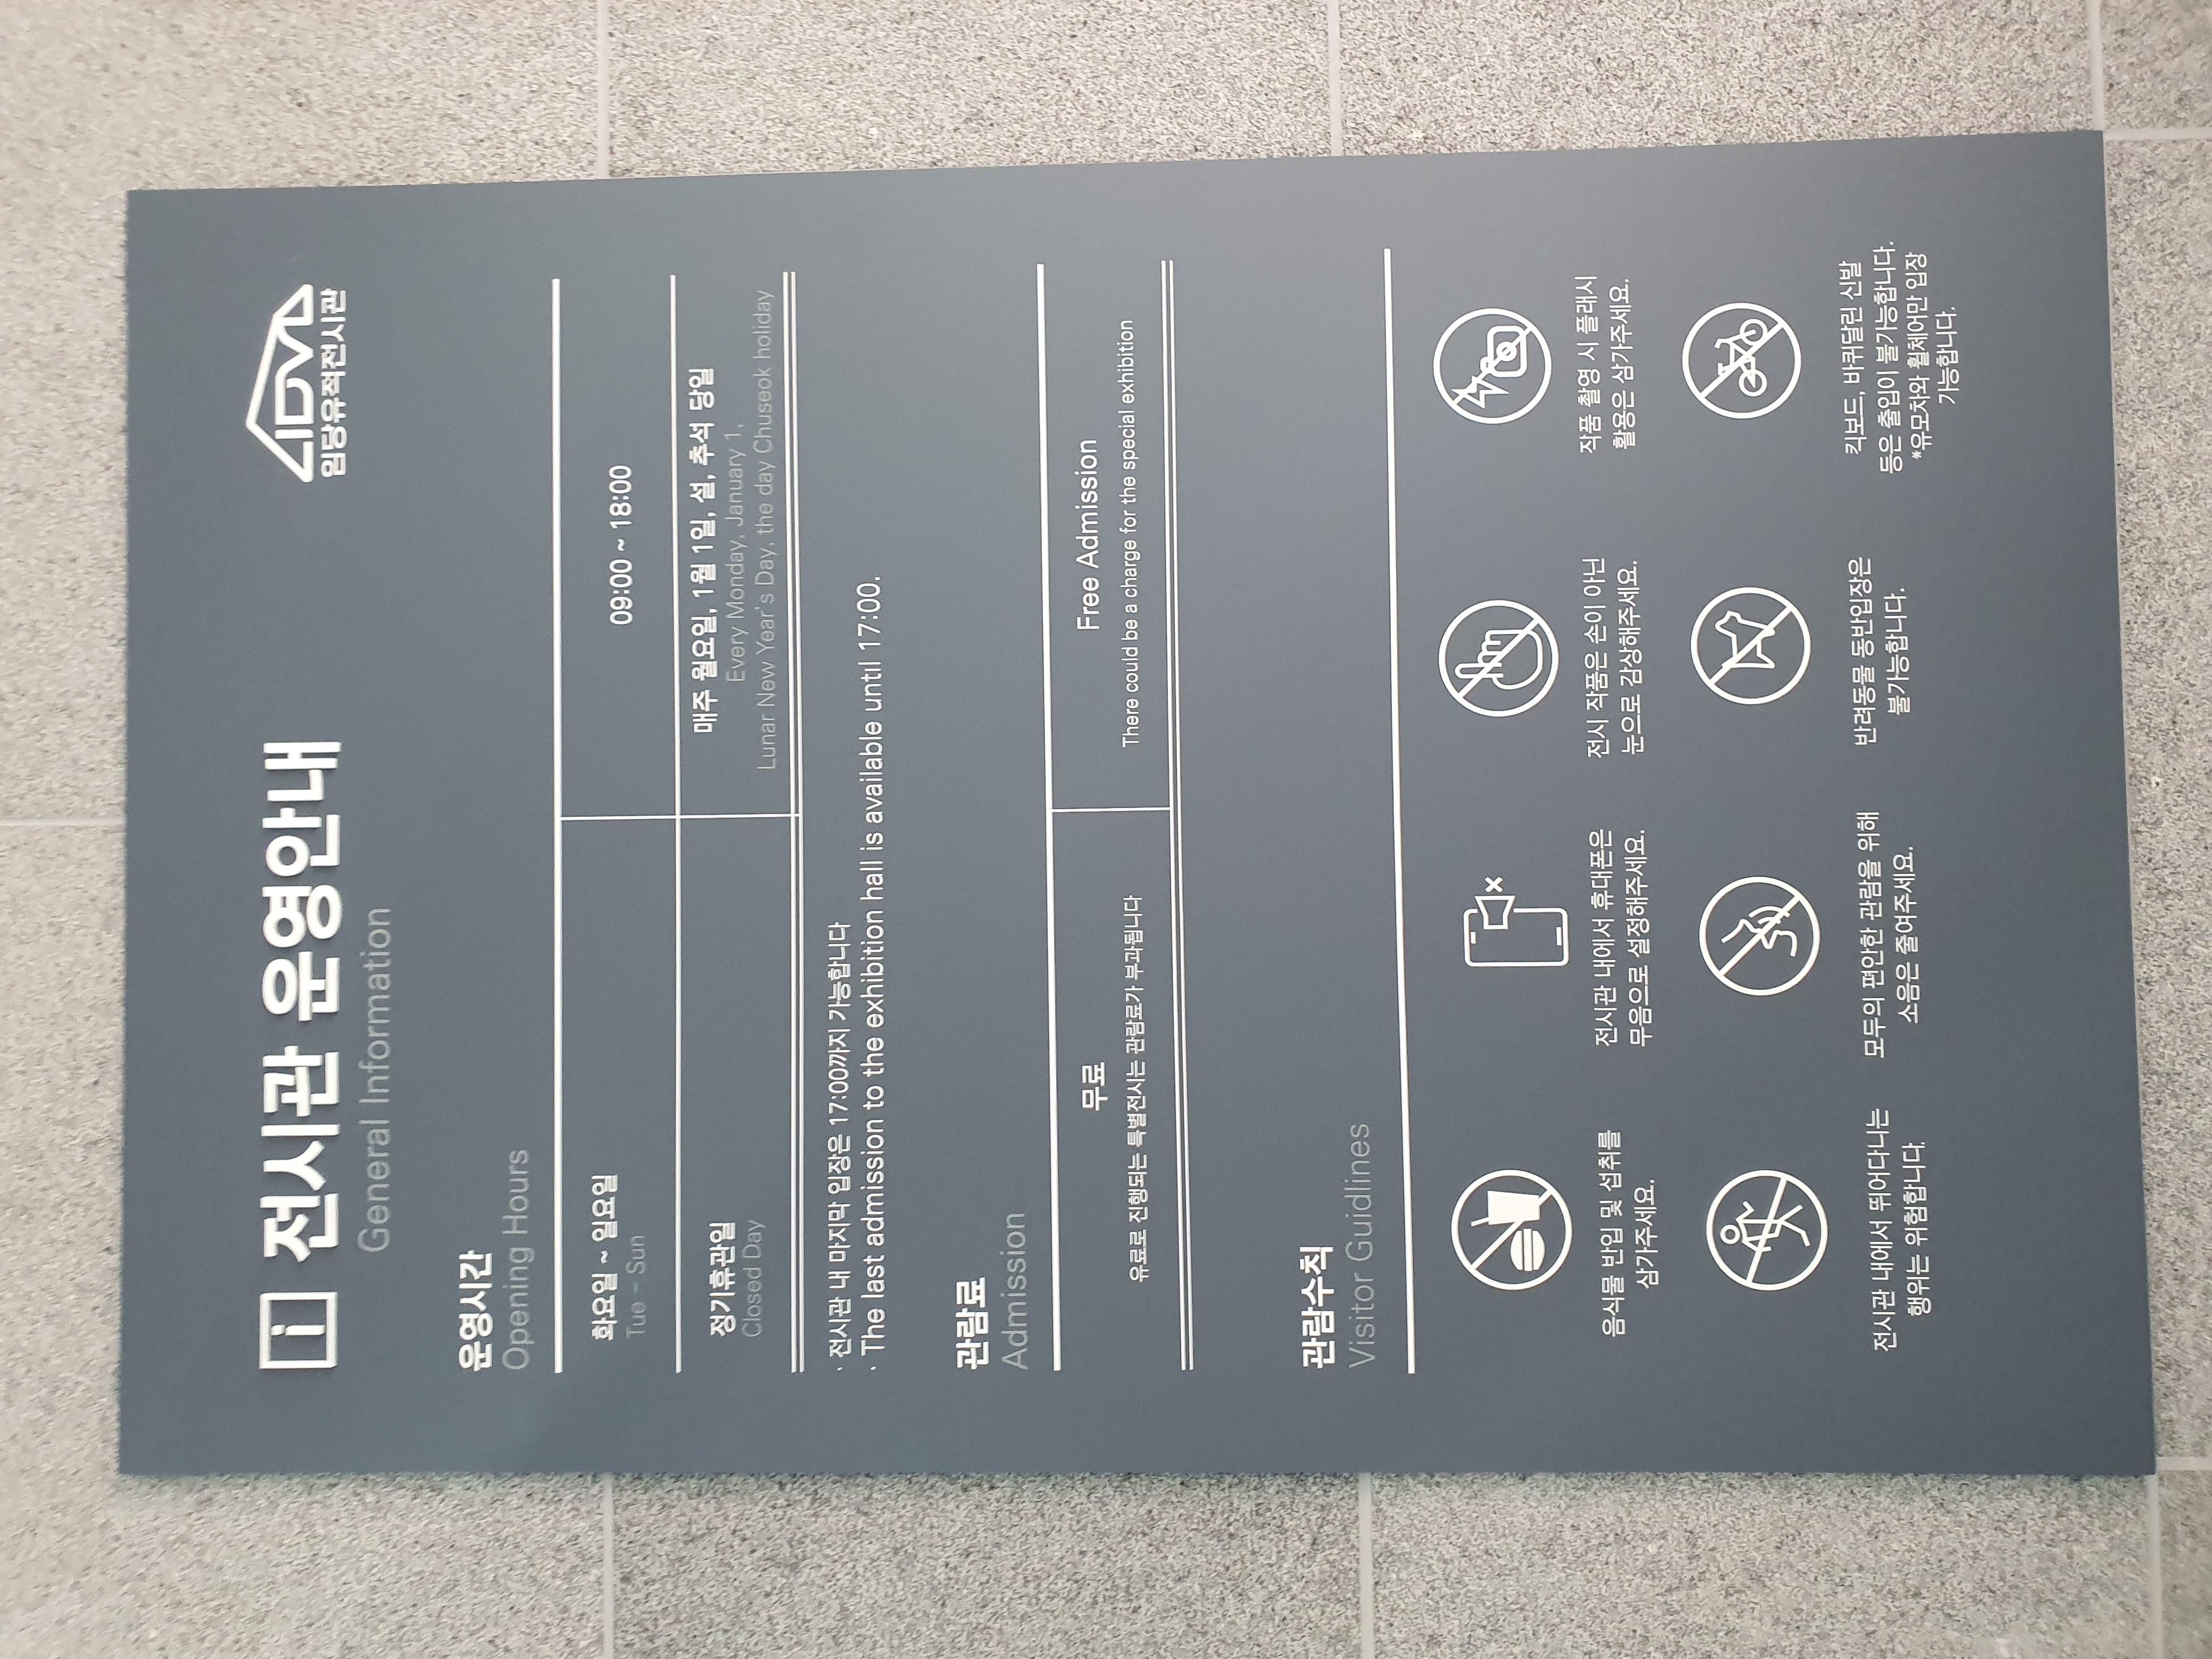 i 전시관 운영안내
General Information
IDM
임당유적전시관
운영시간
Opening Hours
화요일 ~ 일요일
Tue - Sun
09:00 ~ 18:00
정기휴관일
Closed Day
매주 월요일, 1월 1일, 설, 추석 당일
Every Monday, January 1,
Lunar New Year's Day, the day Chuseok holiday
· 전시관 내 마지막 입장은 17:00까지 가능합니다
· The last admission to the exhibition hall is available until 17:00.
관람료
Admission
무료
유료로 진행되는 특별전시는 관람료가 부과됩니다
Free Admission
There could be a charge for the special exhibition
관람수칙
Visitor Guidlines
음식물 반입 및 섭취를
삼가주세요.
전시관 내에서 휴대폰은
무음으로 설정해주세요.
전시 작품은 손이 아닌
눈으로 감상해주세요.
작품 촬영 시 플래시
활용은 삼가주세요.
전시관 내에서 뛰어다니는
행위는 위험합니다.
모두의 편안한 관람을 위해
소음은 줄여주세요.
반려동물 동반입장은
불가능합니다.
킥보드, 바퀴달린 신발
등은 출입이 불가능합니다.
*유모차와 휠체어만 입장
가능합니다.